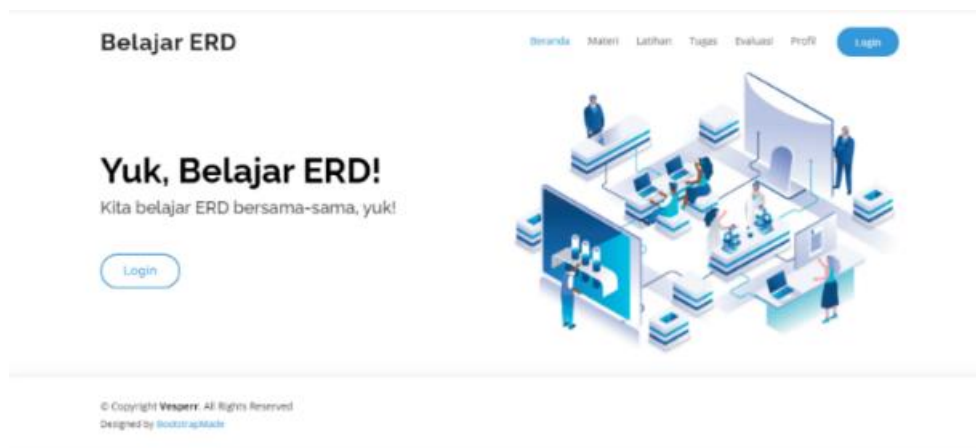 Belajar ERD
Beranda Materi Latihan Tugas Evaluasi Profil Login
Yuk, Belajar ERD!
Kita belajar ERD bersama-sama, yuk!
Login
© Copyright Vesperr. All Rights Reserved
Designed by BootstrapMade